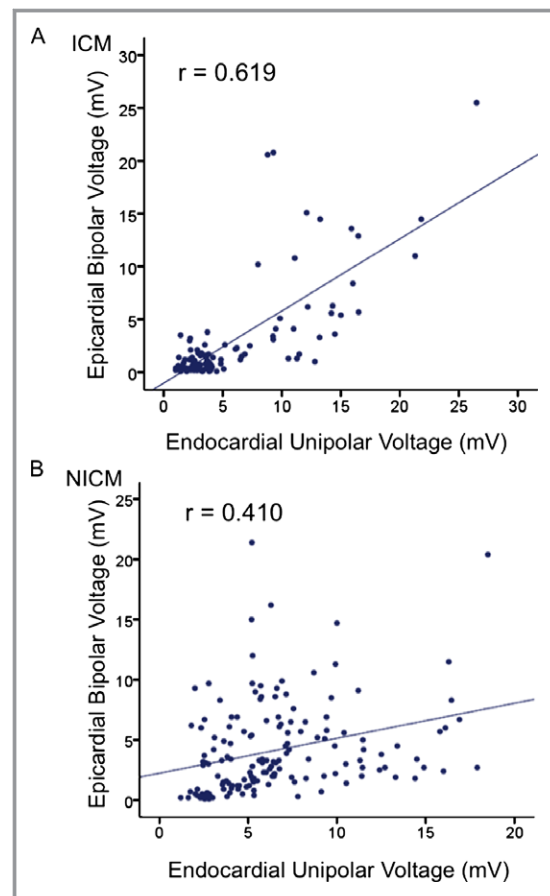 A
ICM
r = 0.619
Epicardial Bipolar Voltage (mV)
30
25
20
15
10
5
0
0 5 10 15 20 25 30
Endocardial Unipolar Voltage (mV)
B
NICM
r = 0.410
Epicardial Bipolar Voltage (mV)
25
20
15
10
5
0
0 5 10 15 20
Endocardial Unipolar Voltage (mV)